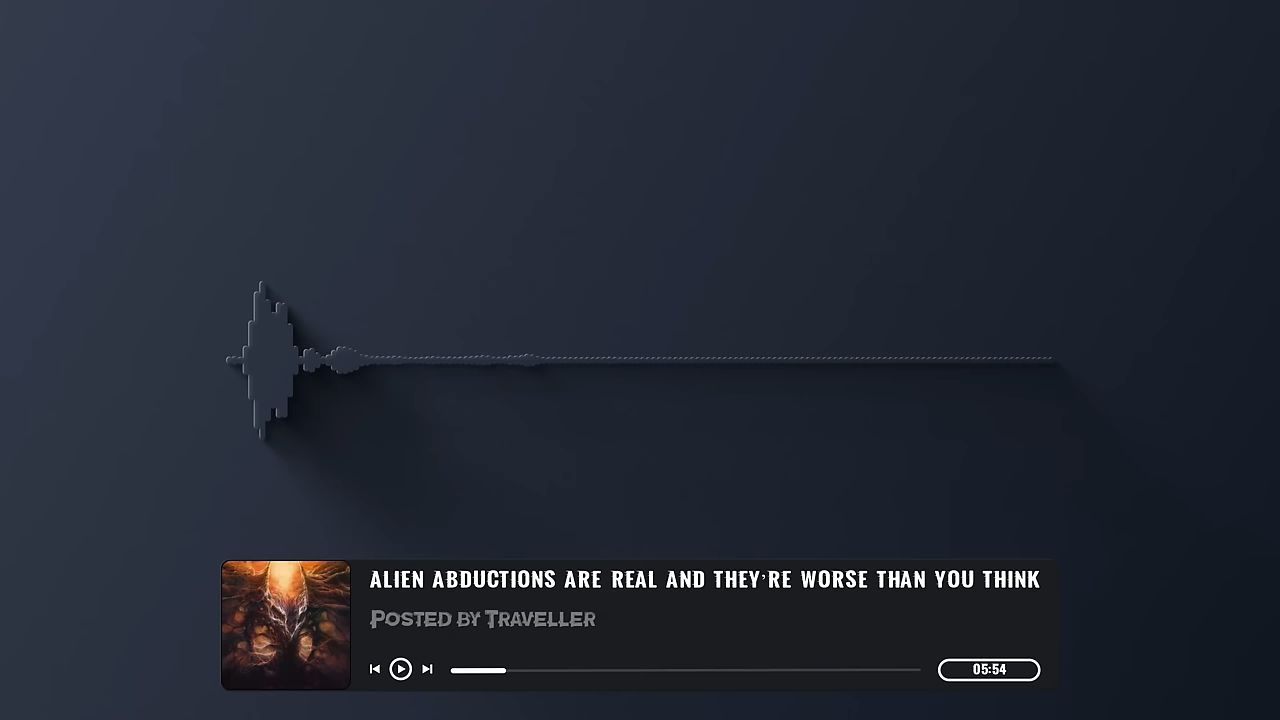 ALIEN ABDUCTIONS ARE REAL AND THEY'RE WORSE THAN YOU THINK
POSTED BY TRAVELLER
05:54